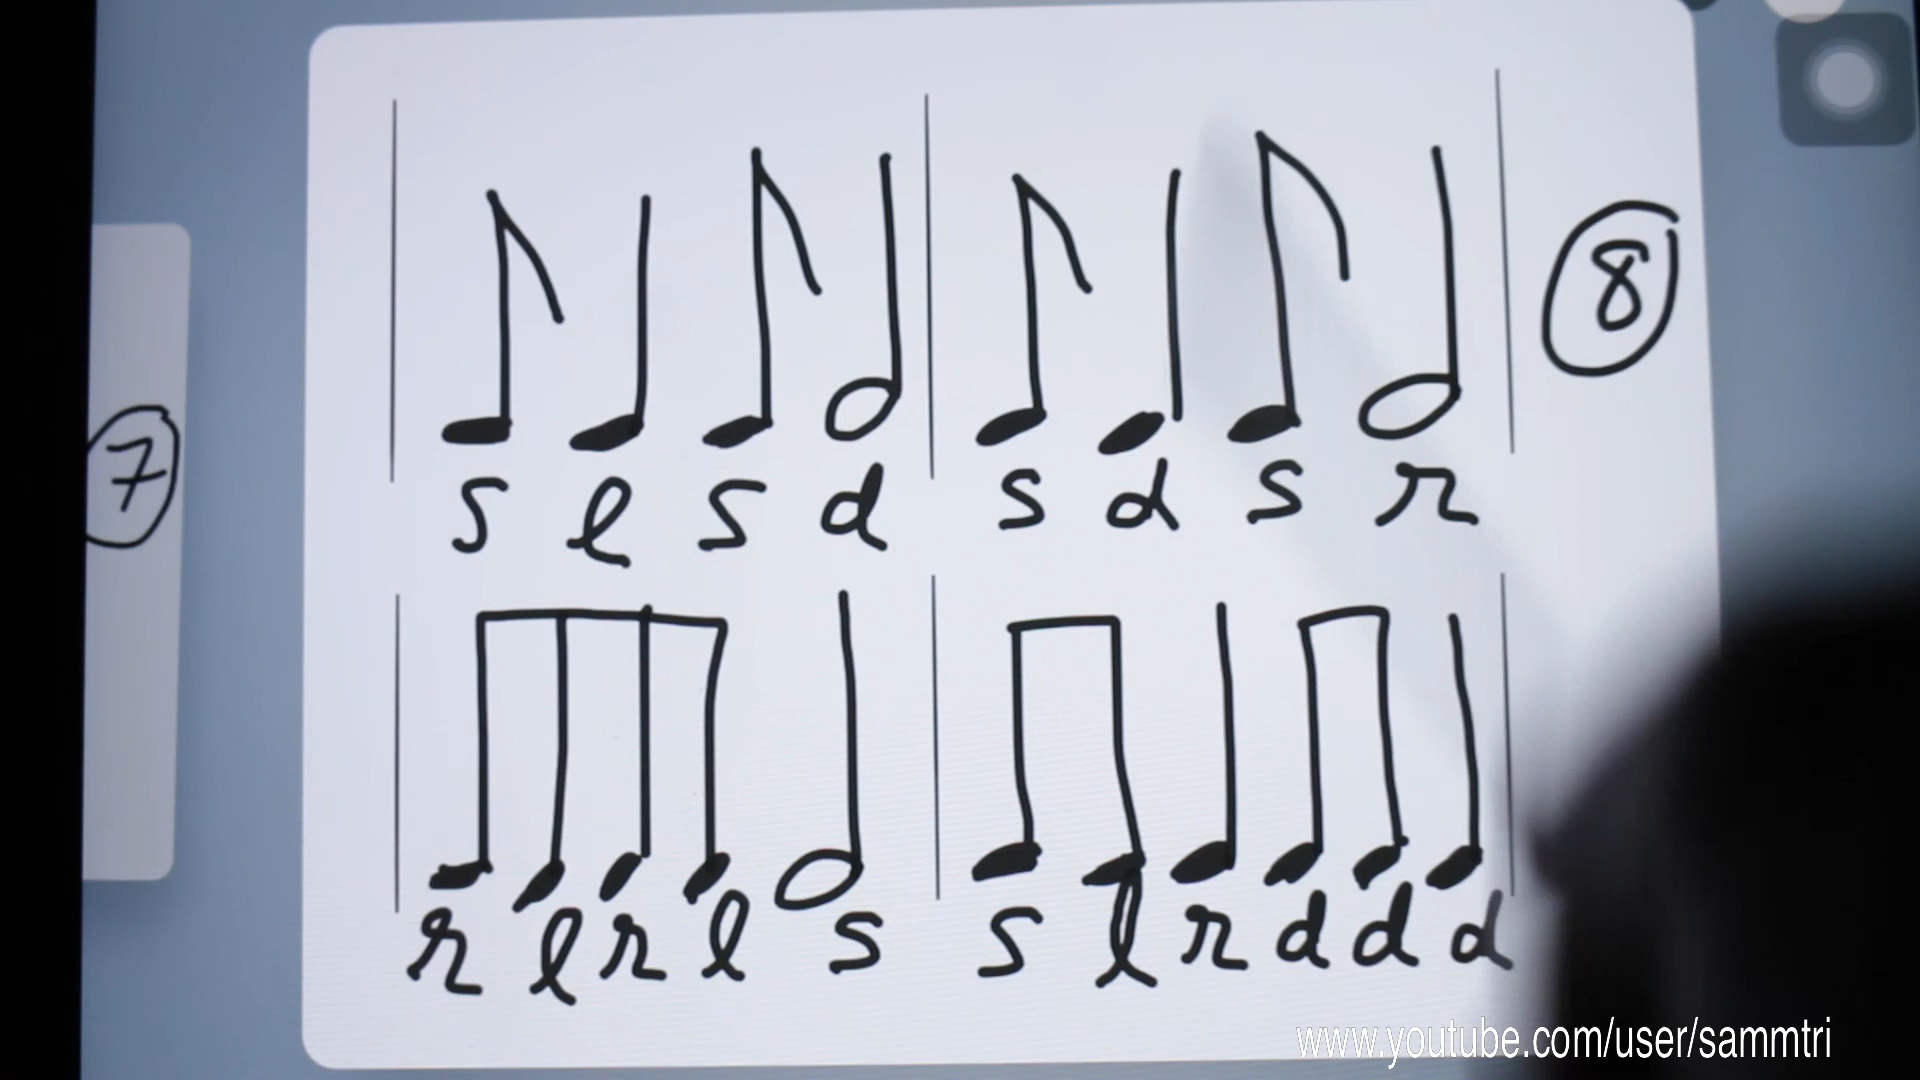 8
s l s d s d s r
7
r l r l s s l r d d d
www.youtube.com/user/sammtri